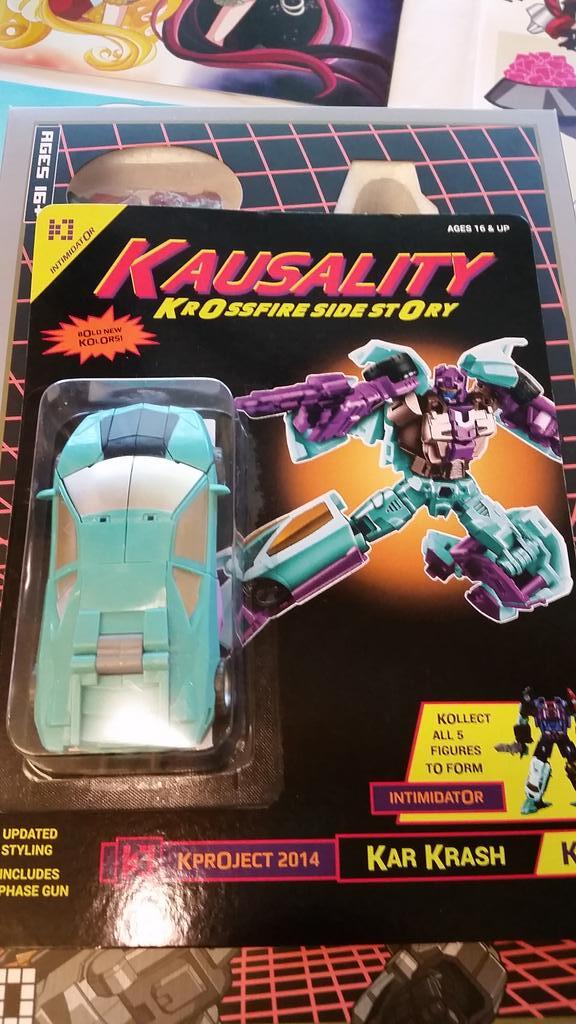 AGES 16+
AGES 16 & UP
INTIMIDATOR
KAUSALITY
KROSSFIRE SIDE STORY
BOLD NEW
KOLORS!
KOLLECT
ALL 5
FIGURES
TO FORM
INTIMIDATOR
UPDATED
STYLING
INCLUDES
PHASE GUN
KPROJECT 2014
KAR KRASH
K